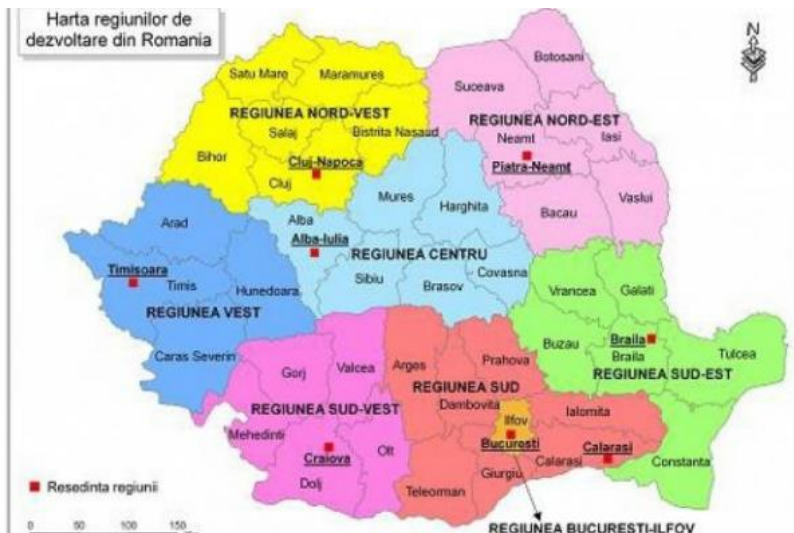 Harta regiunilor de
dezvoltare din Romania
N
Botosani
Satu Mare
Maramures
Suceava
REGIUNEA NORD-VEST
REGIUNEA NORD-EST
Salaj
Bistrita Nasaud
Neamt
Iasi
Bihor
Cluj-Napoca
Piatra-Neamt
Cluj
Mures
Harghita
Vaslui
Arad
Alba
Bacau
Alba-Iulia
REGIUNEA CENTRU
Timisoara
Timis
Hunedoara
Sibiu
Brasov
Covasna
Vrancea
Galati
REGIUNEA VEST
Caras Severin
Gorj
Valcea
Arges
Prahova
Buzau
Braila
Braila
Tulcea
REGIUNEA SUD
REGIUNEA SUD-EST
REGIUNEA SUD-VEST
Dambovita
Ilfov
Ialomita
Mehedinti
Craiova
Olt
Bucuresti
Calarasi
Calarasi
Constanta
Dolj
Teleorman
Giurgiu
Resedinta regiunii
0 50 100 150
REGIUNEA BUCURESTI-ILFOV